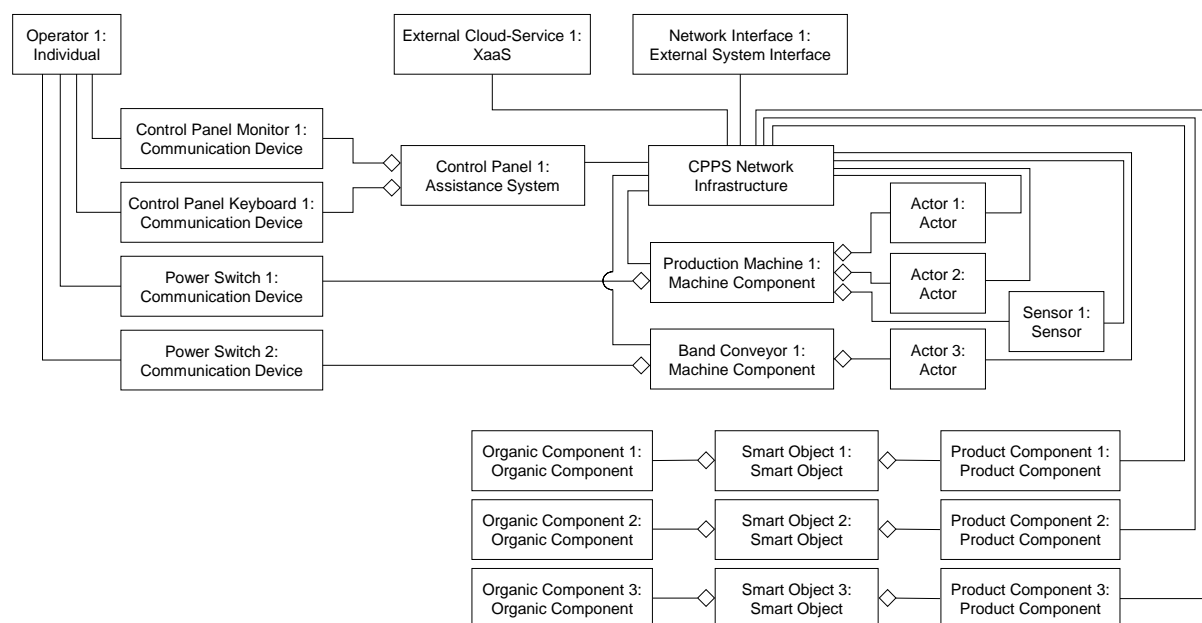 Operator 1:
Individual
External Cloud-Service 1:
XaaS
Network Interface 1:
External System Interface
Control Panel Monitor 1:
Communication Device
Control Panel 1:
Assistance System
CPPS Network
Infrastructure
Control Panel Keyboard 1:
Communication Device
Actor 1:
Actor
Power Switch 1:
Communication Device
Production Machine 1:
Machine Component
Actor 2:
Actor
Sensor 1:
Sensor
Power Switch 2:
Communication Device
Band Conveyor 1:
Machine Component
Actor 3:
Actor
Organic Component 1:
Organic Component
Smart Object 1:
Smart Object
Product Component 1:
Product Component
Organic Component 2:
Organic Component
Smart Object 2:
Smart Object
Product Component 2:
Product Component
Organic Component 3:
Organic Component
Smart Object 3:
Smart Object
Product Component 3:
Product Component